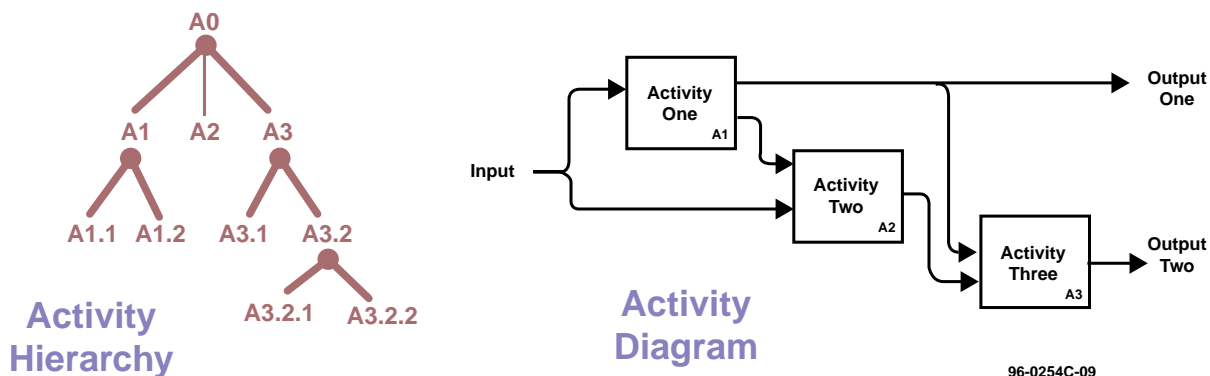 A0
A1 A2 A3
A1.1 A1.2 A3.1 A3.2
A3.2.1 A3.2.2
Activity
Hierarchy
Input
Activity
One
A1
Activity
Two
A2
Activity
Three
A3
Output
One
Output
Two
Activity
Diagram
96-0254C-09